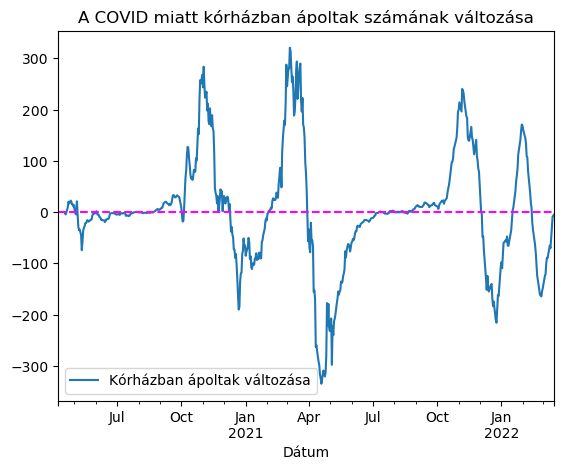 A COVID miatt kórházban ápoltak számának változása
300
200
100
0
−100
−200
−300
Kórházban ápoltak változása
Jul Oct Jan Apr Jul Oct Jan
2021 2022
Dátum